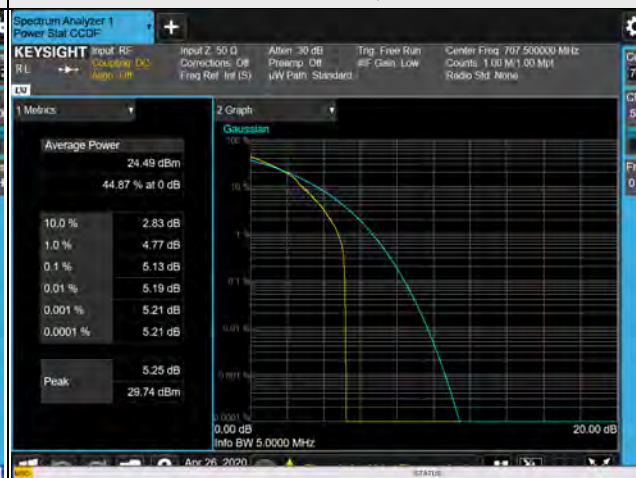 Spectrum Analyzer 1
Power Stat CCDF
+
KEYSIGHT
RL
Input: RF
Coupling: DC
Align: Off
Input Z: 50 Ω
Corrections: Off
Freq Ref: Int (S)
Atten: 30 dB
Preamp: Off
µW Path: Standard
Trig: Free Run
#IF Gain: Low
Center Freq: 707.500000 MHz
Counts: 1.00 M/1.00 Mpt
Radio Std: None
1 Metrics
Average Power
24.49 dBm
44.87 % at 0 dB
10.0 % 2.83 dB
1.0 % 4.77 dB
0.1 % 5.13 dB
0.01 % 5.19 dB
0.001 % 5.21 dB
0.0001 % 5.21 dB
Peak
5.25 dB
29.74 dBm
2 Graph
Gaussian
100 %
10 %
1 %
0.1 %
0.01 %
0.001 %
0.0001 %
0.00 dB 20.00 dB
Info BW 5.0000 MHz
Apr 26, 2020
MSG STATUS